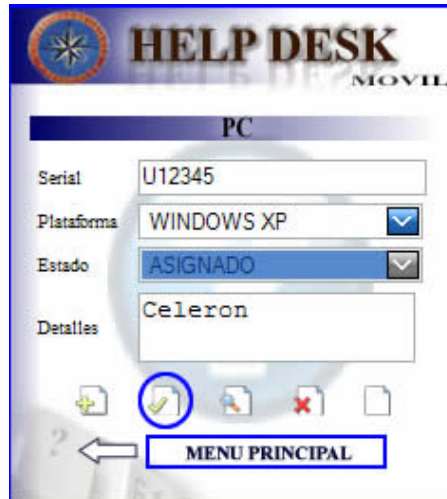 HELP DESK
MOVIL
PC
Serial U12345
Plataforma WINDOWS XP
Estado ASIGNADO
Detalles Celeron
?
MENU PRINCIPAL